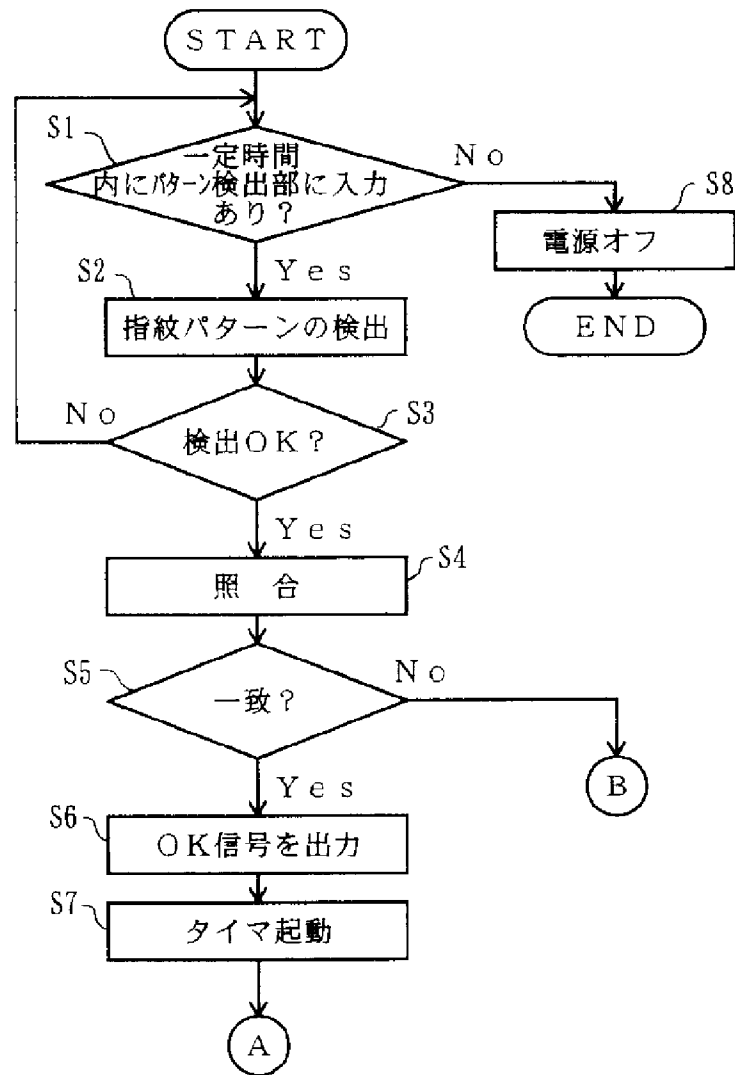 START
S1
一定時間
内にパターン検出部に入力
あり?
No
S8
電源オフ
END
Yes
S2
指紋パターンの検出
No
S3
検出OK?
Yes
S4
照 合
S5
一致?
No
B
Yes
S6
OK信号を出力
S7
タイマ起動
A